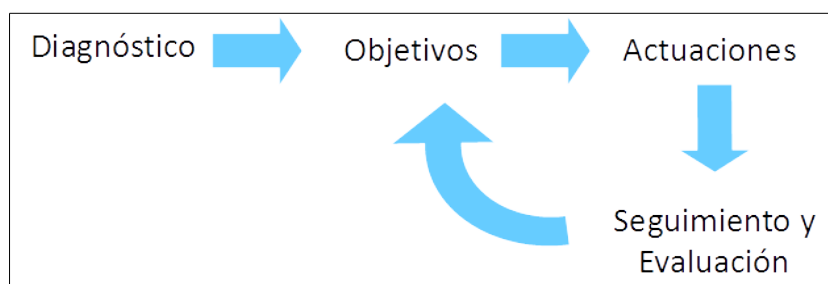 Diagnóstico
Objetivos
Actuaciones
Seguimiento y
Evaluación